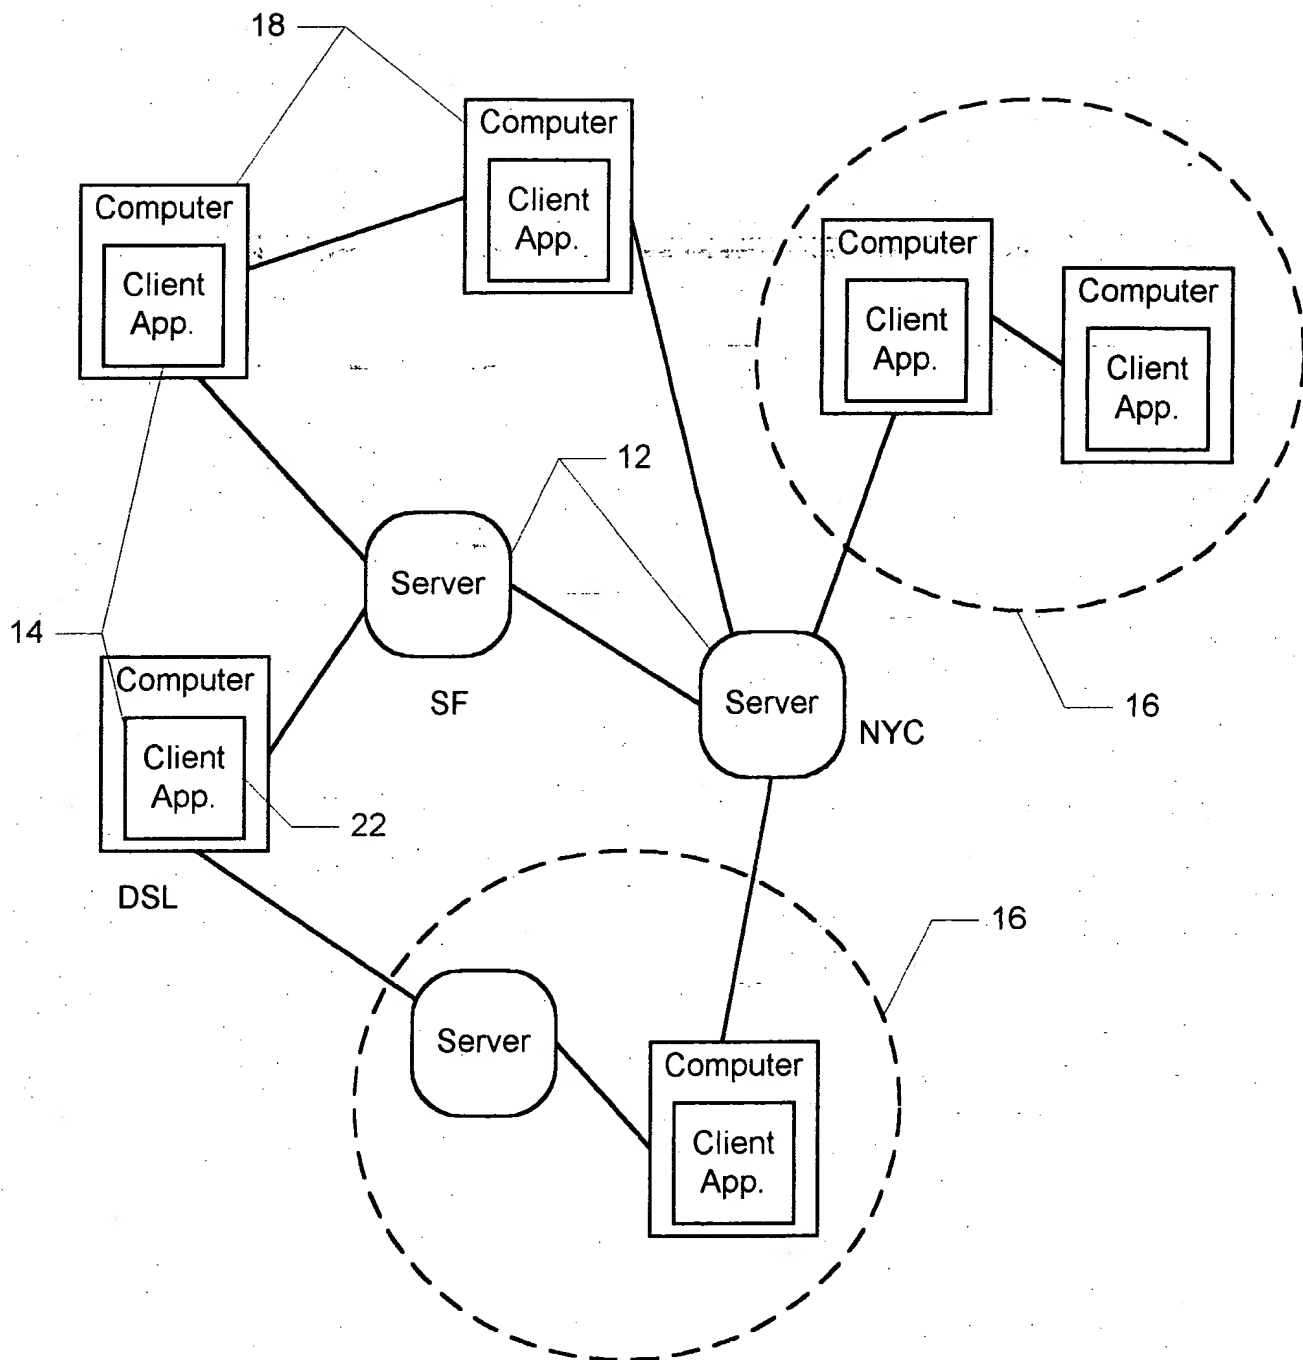 18
Computer
Client
App.
Computer
Client
App.
Computer
Client
App.
Computer
Client
App.
12
Server
SF
14
Computer
Client
App.
22
DSL
Server
NYC
16
16
Server
Computer
Client
App.